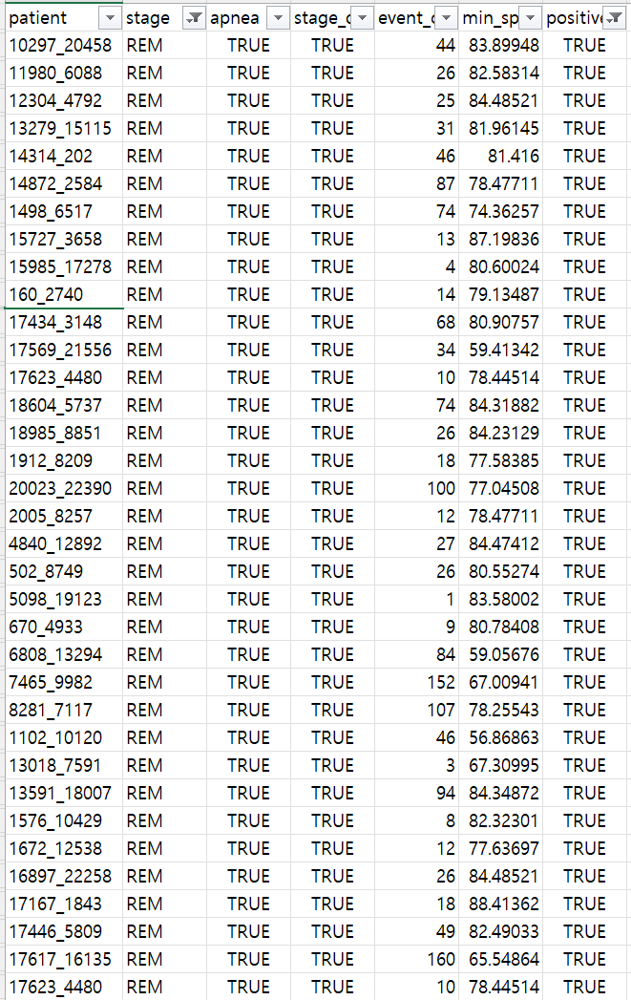 patient stage apnea stage_c event_c min_sp positive
10297_20458 REM TRUE TRUE 44 83.89948 TRUE
11980_6088 REM TRUE TRUE 26 82.58314 TRUE
12304_4792 REM TRUE TRUE 25 84.48521 TRUE
13279_15115 REM TRUE TRUE 31 81.96145 TRUE
14314_202 REM TRUE TRUE 46 81.416 TRUE
14872_2584 REM TRUE TRUE 87 78.47711 TRUE
1498_6517 REM TRUE TRUE 74 74.36257 TRUE
15727_3658 REM TRUE TRUE 13 87.19836 TRUE
15985_17278 REM TRUE TRUE 4 80.60024 TRUE
160_2740 REM TRUE TRUE 14 79.13487 TRUE
17434_3148 REM TRUE TRUE 68 80.90757 TRUE
17569_21556 REM TRUE TRUE 34 59.41342 TRUE
17623_4480 REM TRUE TRUE 10 78.44514 TRUE
18604_5737 REM TRUE TRUE 74 84.31882 TRUE
18985_8851 REM TRUE TRUE 26 84.23129 TRUE
1912_8209 REM TRUE TRUE 18 77.58385 TRUE
20023_22390 REM TRUE TRUE 100 77.04508 TRUE
2005_8257 REM TRUE TRUE 12 78.47711 TRUE
4840_12892 REM TRUE TRUE 27 84.47412 TRUE
502_8749 REM TRUE TRUE 26 80.55274 TRUE
5098_19123 REM TRUE TRUE 1 83.58002 TRUE
670_4933 REM TRUE TRUE 9 80.78408 TRUE
6808_13294 REM TRUE TRUE 84 59.05676 TRUE
7465_9982 REM TRUE TRUE 152 67.00941 TRUE
8281_7117 REM TRUE TRUE 107 78.25543 TRUE
1102_10120 REM TRUE TRUE 46 56.86863 TRUE
13018_7591 REM TRUE TRUE 3 67.30995 TRUE
13591_18007 REM TRUE TRUE 94 84.34872 TRUE
1576_10429 REM TRUE TRUE 8 82.32301 TRUE
1672_12538 REM TRUE TRUE 12 77.63697 TRUE
16897_22258 REM TRUE TRUE 26 84.48521 TRUE
17167_1843 REM TRUE TRUE 18 88.41362 TRUE
17446_5809 REM TRUE TRUE 49 82.49033 TRUE
17617_16135 REM TRUE TRUE 160 65.54864 TRUE
17623_4480 REM TRUE TRUE 10 78.44514 TRUE